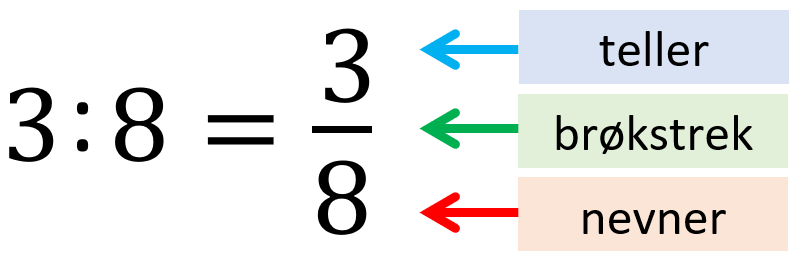 3 : 8 = 3/8
teller
brøkstrek
nevner